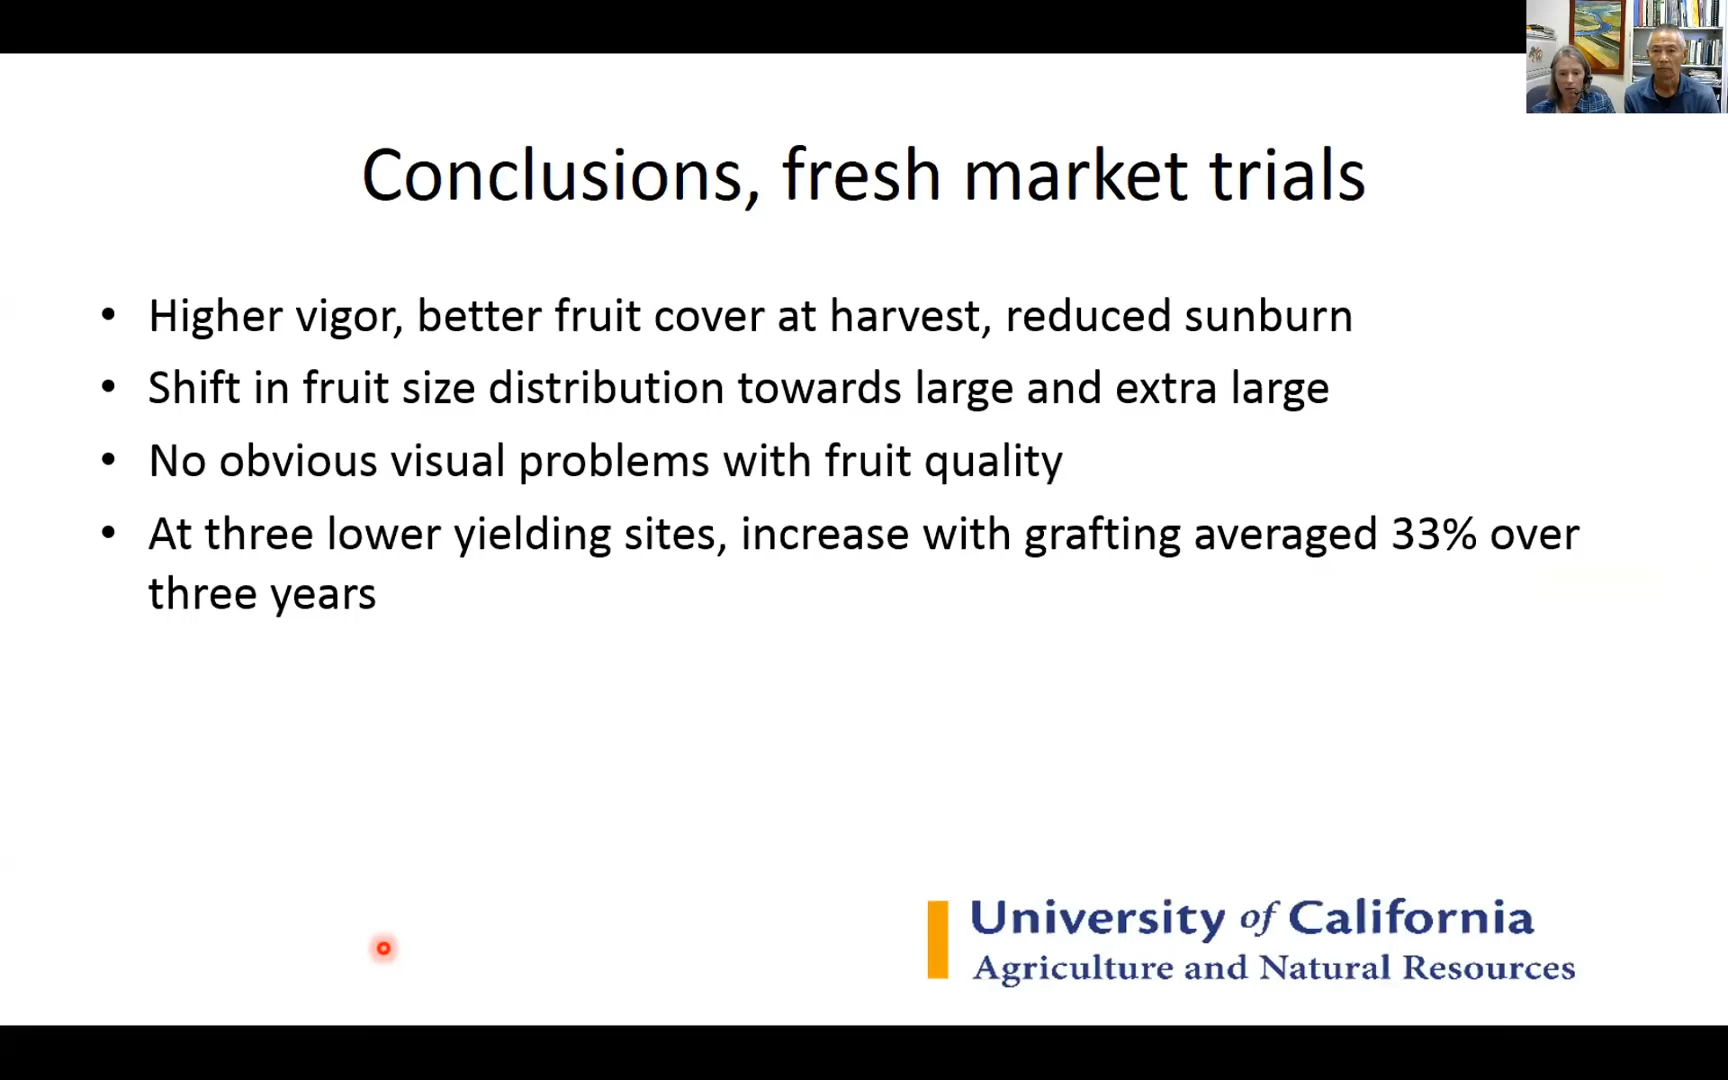 Conclusions, fresh market trials
• Higher vigor, better fruit cover at harvest, reduced sunburn
• Shift in fruit size distribution towards large and extra large
• No obvious visual problems with fruit quality
• At three lower yielding sites, increase with grafting averaged 33% over
three years
University of California
Agriculture and Natural Resources